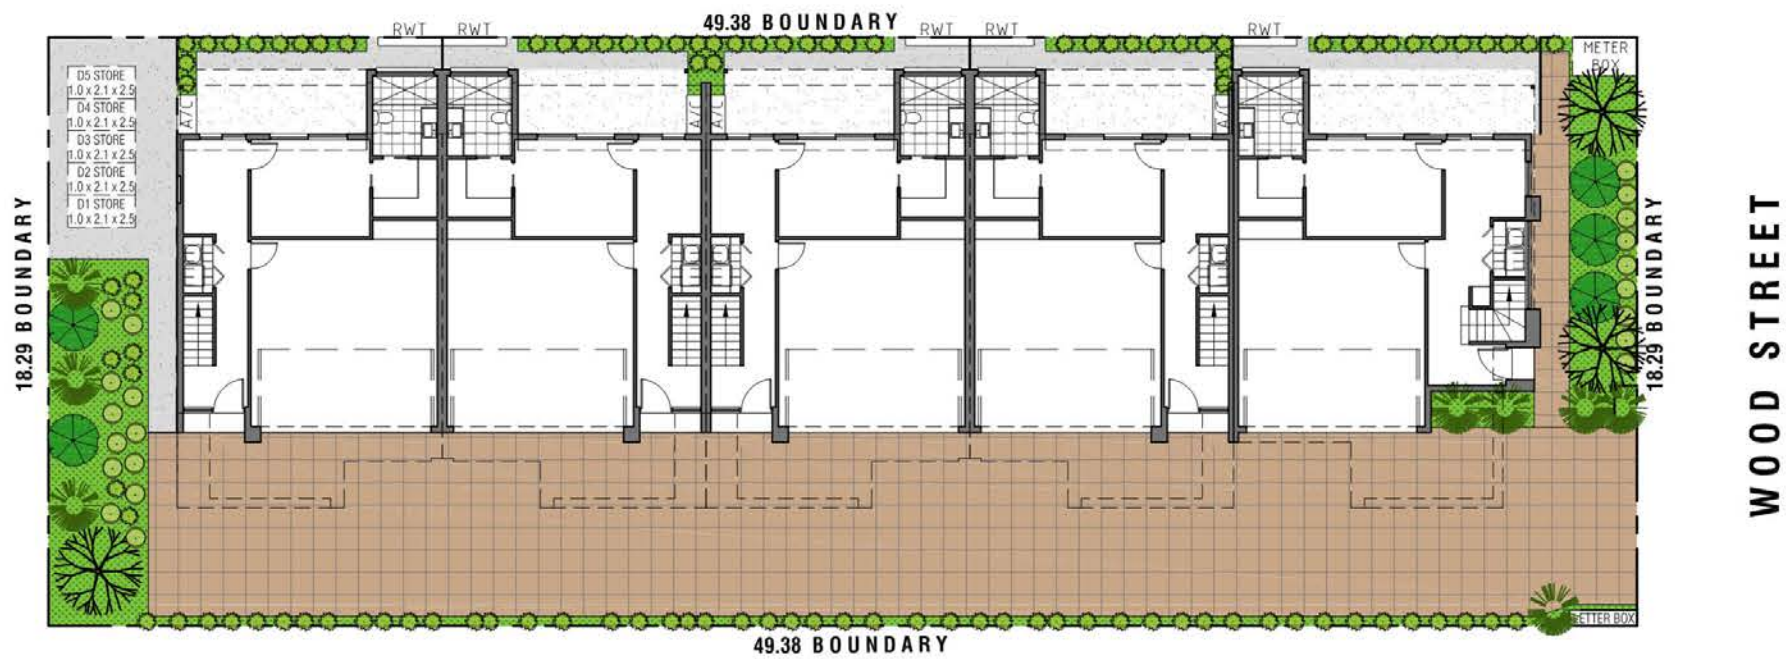 49.38 BOUNDARY
RWT
RWT
RWT
RWT
RWT
METER
BOX
D5 STORE
1.0 x 2.1 x 2.5
D4 STORE
1.0 x 2.1 x 2.5
D3 STORE
1.0 x 2.1 x 2.5
D2 STORE
1.0 x 2.1 x 2.5
D1 STORE
1.0 x 2.1 x 2.5
A/C
A/C
A/C
A/C
18.29 BOUNDARY
18.29 BOUNDARY
WOOD STREET
ETTER BOX
49.38 BOUNDARY